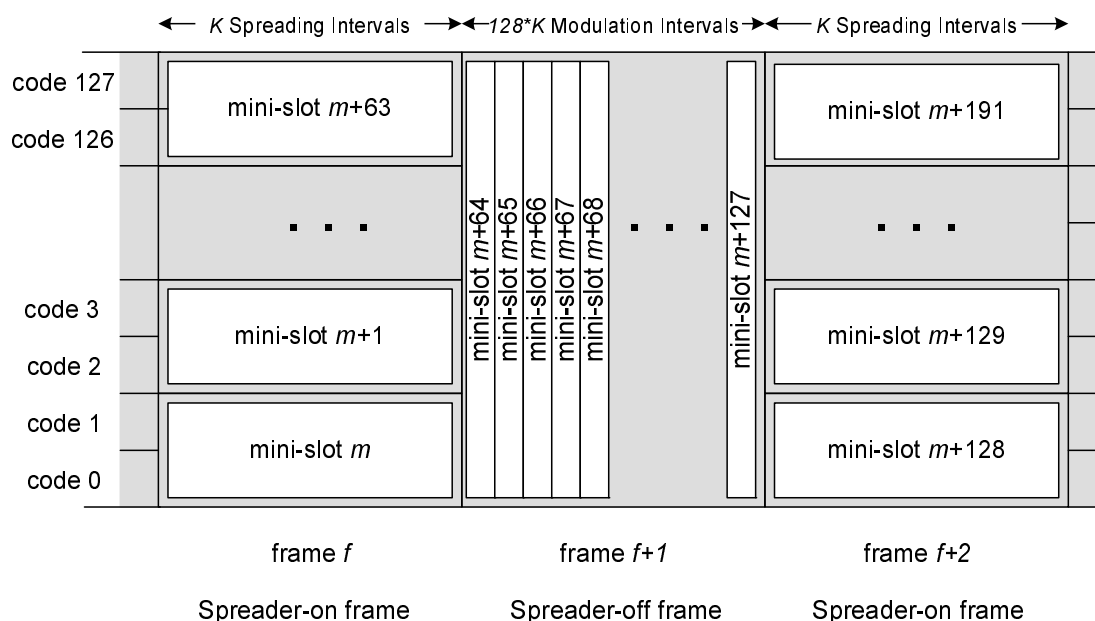 K Spreading Intervals
128*K Modulation Intervals
K Spreading Intervals
code 127
code 126
code 3
code 2
code 1
code 0
mini-slot m+63
mini-slot m+1
mini-slot m
mini-slot m+64
mini-slot m+65
mini-slot m+66
mini-slot m+67
mini-slot m+68
mini-slot m+127
mini-slot m+191
mini-slot m+129
mini-slot m+128
frame f
frame f+1
frame f+2
Spreader-on frame
Spreader-off frame
Spreader-on frame